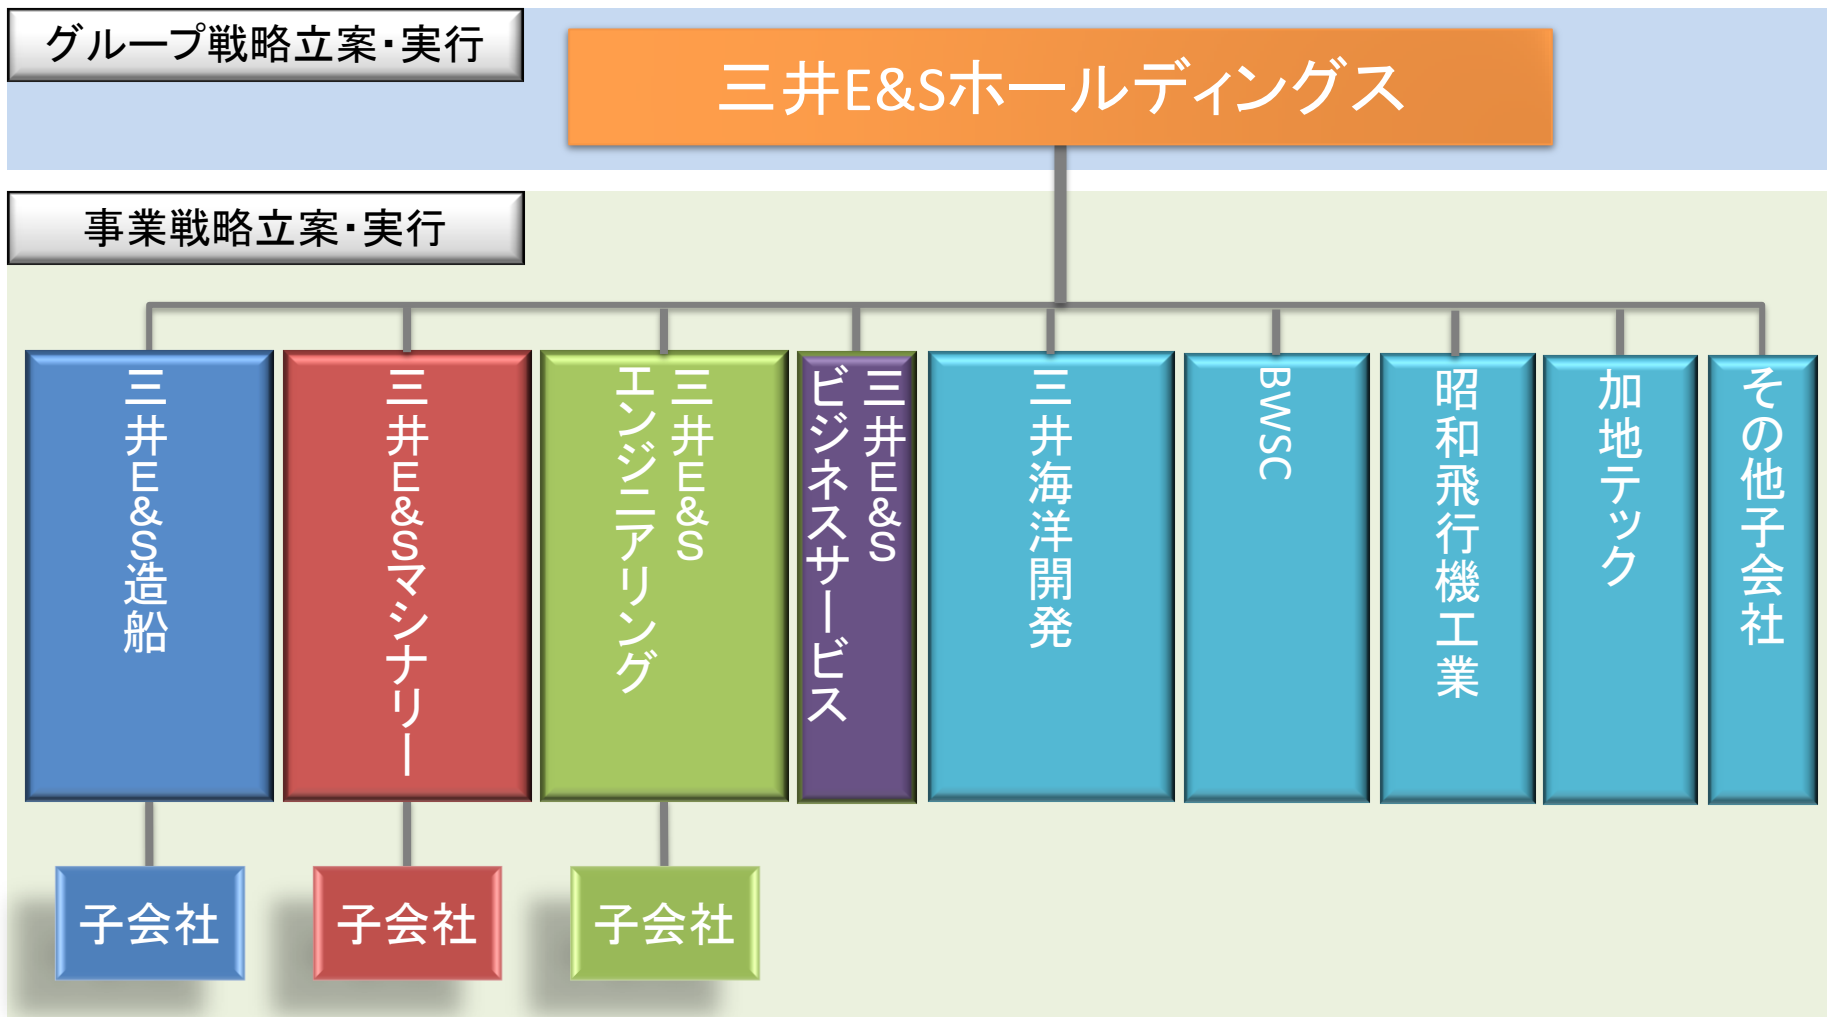 グループ戦略立案・実行
三井E&Sホールディングス
事業戦略立案・実行
三井E&S造船
三井E&Sマシナリー
三井E&S
エンジニアリング
三井E&S
ビジネスサービス
三井海洋開発
BWSC
昭和飛行機工業
加地テック
その他子会社
子会社
子会社
子会社